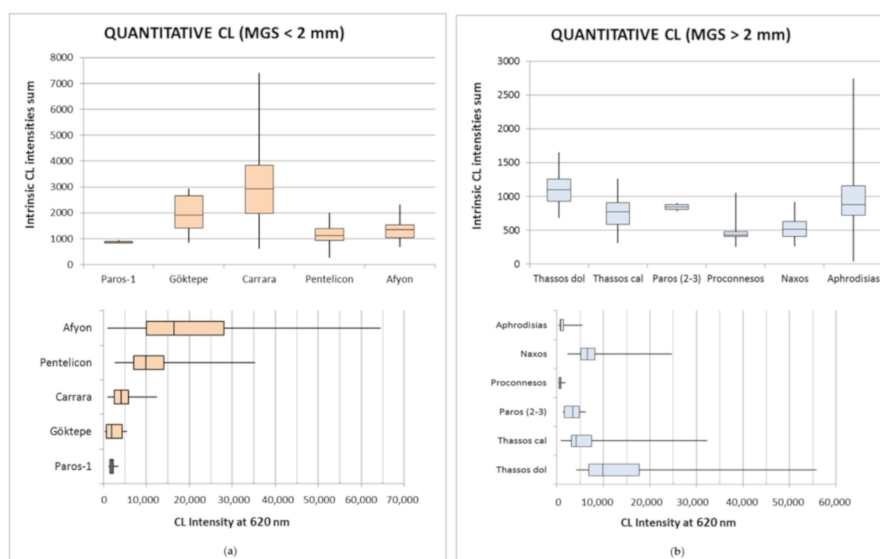 QUANTITATIVE CL (MGS < 2 mm)
Intrinsic CL intensities sum
8000
7000
6000
5000
4000
3000
2000
1000
0
Paros-1 Göktepe Carrara Pentelicon Afyon
Afyon
Pentelicon
Carrara
Göktepe
Paros-1
0 10,000 20,000 30,000 40,000 50,000 60,000 70,000
CL Intensity at 620 nm
(a)
QUANTITATIVE CL (MGS > 2 mm)
Intrinsic CL intensities sum
3000
2500
2000
1500
1000
500
0
Thassos dol Thassos cal Paros (2-3) Proconnesos Naxos Aphrodisias
Aphrodisias
Naxos
Proconnesos
Paros (2-3)
Thassos cal
Thassos dol
0 10,000 20,000 30,000 40,000 50,000 60,000
CL Intensity at 620 nm
(b)